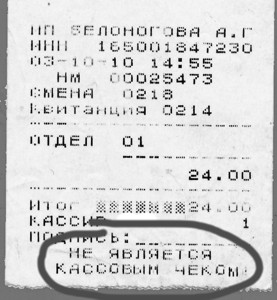 ИП БЕЛОНОГОВА А.Г
ИНН 165001847230
03-10-10 14:55
НМ 00025473
СМЕНА 0218
Квитанция 0214
ОТДЕЛ 01
24.00
Итог 24.00
КАССИР 1
ПОДПИСЬ:
НЕ ЯВЛЯЕТСЯ
КАССОВЫМ ЧЕКОМ